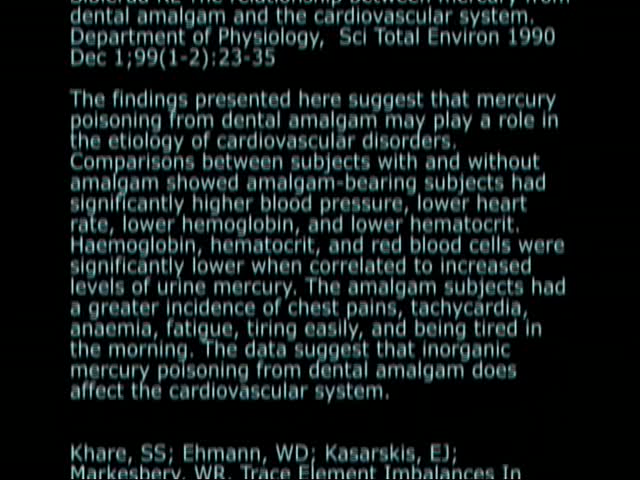 Siblerud RL The relationship between mercury from
dental amalgam and the cardiovascular system.
Department of Physiology,  Sci Total Environ 1990
Dec 1;99(1-2):23-35
The findings presented here suggest that mercury
poisoning from dental amalgam may play a role in
the etiology of cardiovascular disorders.
Comparisons between subjects with and without
amalgam showed amalgam-bearing subjects had
significantly higher blood pressure, lower heart
rate, lower hemoglobin, and lower hematocrit.
Haemoglobin, hematocrit, and red blood cells were
significantly lower when correlated to increased
levels of urine mercury. The amalgam subjects had
a greater incidence of chest pains, tachycardia,
anaemia, fatigue, tiring easily, and being tired in
the morning. The data suggest that inorganic
mercury poisoning from dental amalgam does
affect the cardiovascular system.
Khare, SS; Ehmann, WD; Kasarskis, EJ;
Markesbery, WR. Trace Element Imbalances In